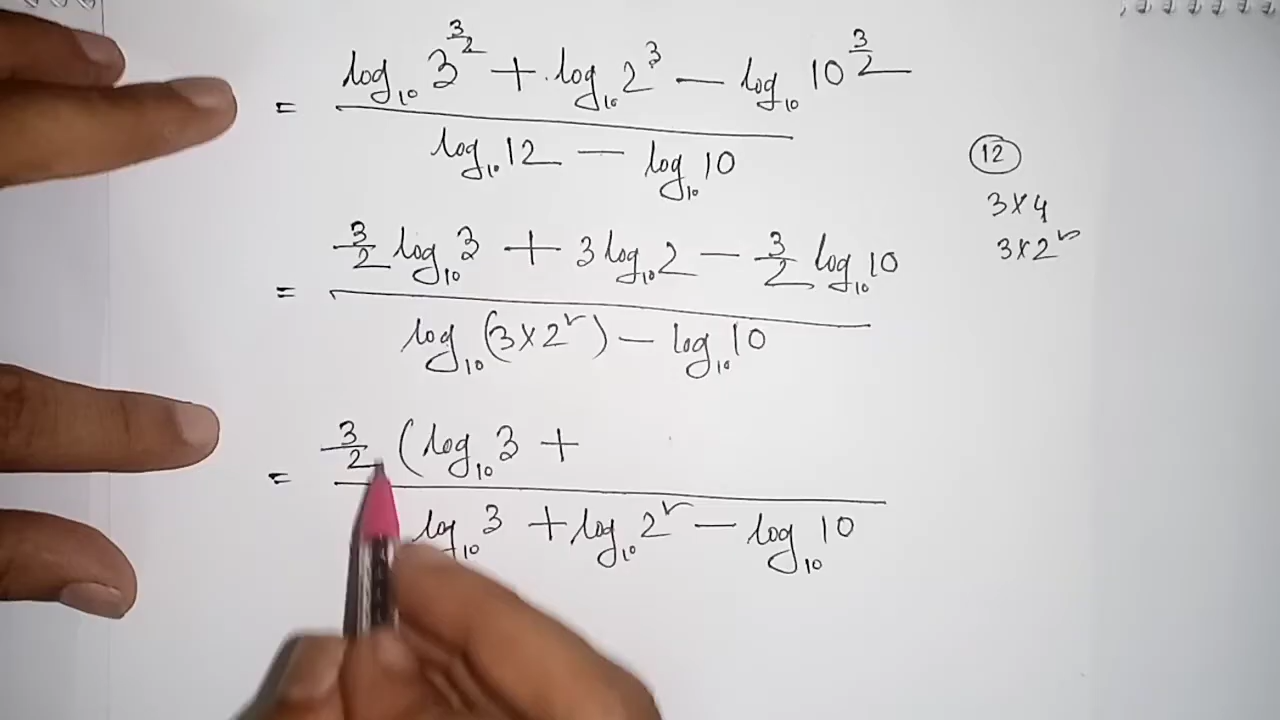 = (log₁₀ 3^(3/2) + log₁₀ 2³ − log₁₀ 10^(3/2)) / (log₁₀ 12 − log₁₀ 10)
12
3×4
3×2²
= (3/2 log₁₀ 3 + 3 log₁₀ 2 − 3/2 log₁₀ 10) / (log₁₀ (3×2²) − log₁₀ 10)
= (3/2 (log₁₀ 3 +) / (log₁₀ 3 + log₁₀ 2² − log₁₀ 10)